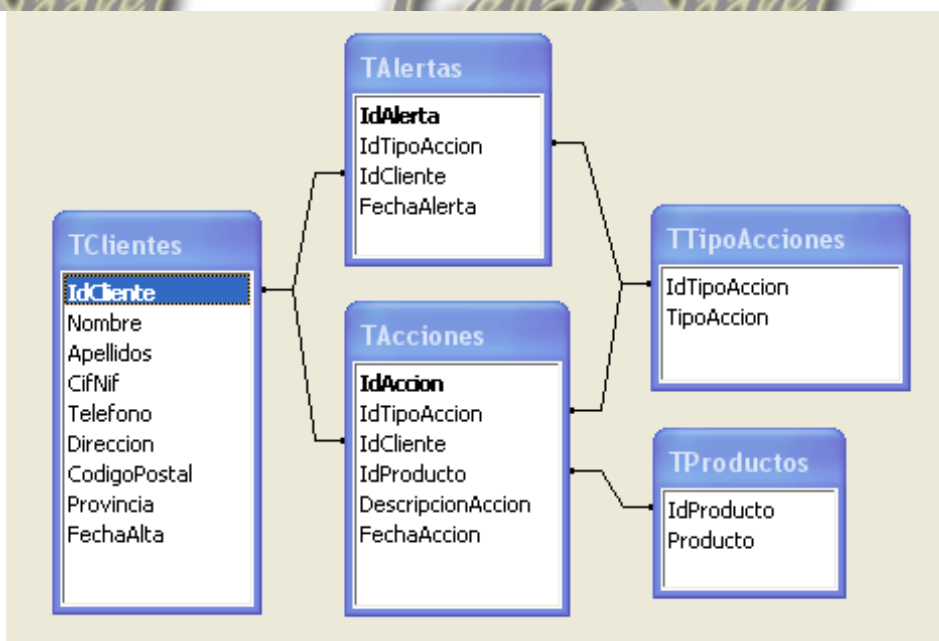 TAlertas
IdAlerta
IdTipoAccion
IdCliente
FechaAlerta
TClientes
IdCliente
Nombre
Apellidos
CifNif
Telefono
Direccion
CodigoPostal
Provincia
FechaAlta
TAcciones
IdAccion
IdTipoAccion
IdCliente
IdProducto
DescripcionAccion
FechaAccion
TTipoAcciones
IdTipoAccion
TipoAccion
TProductos
IdProducto
Producto